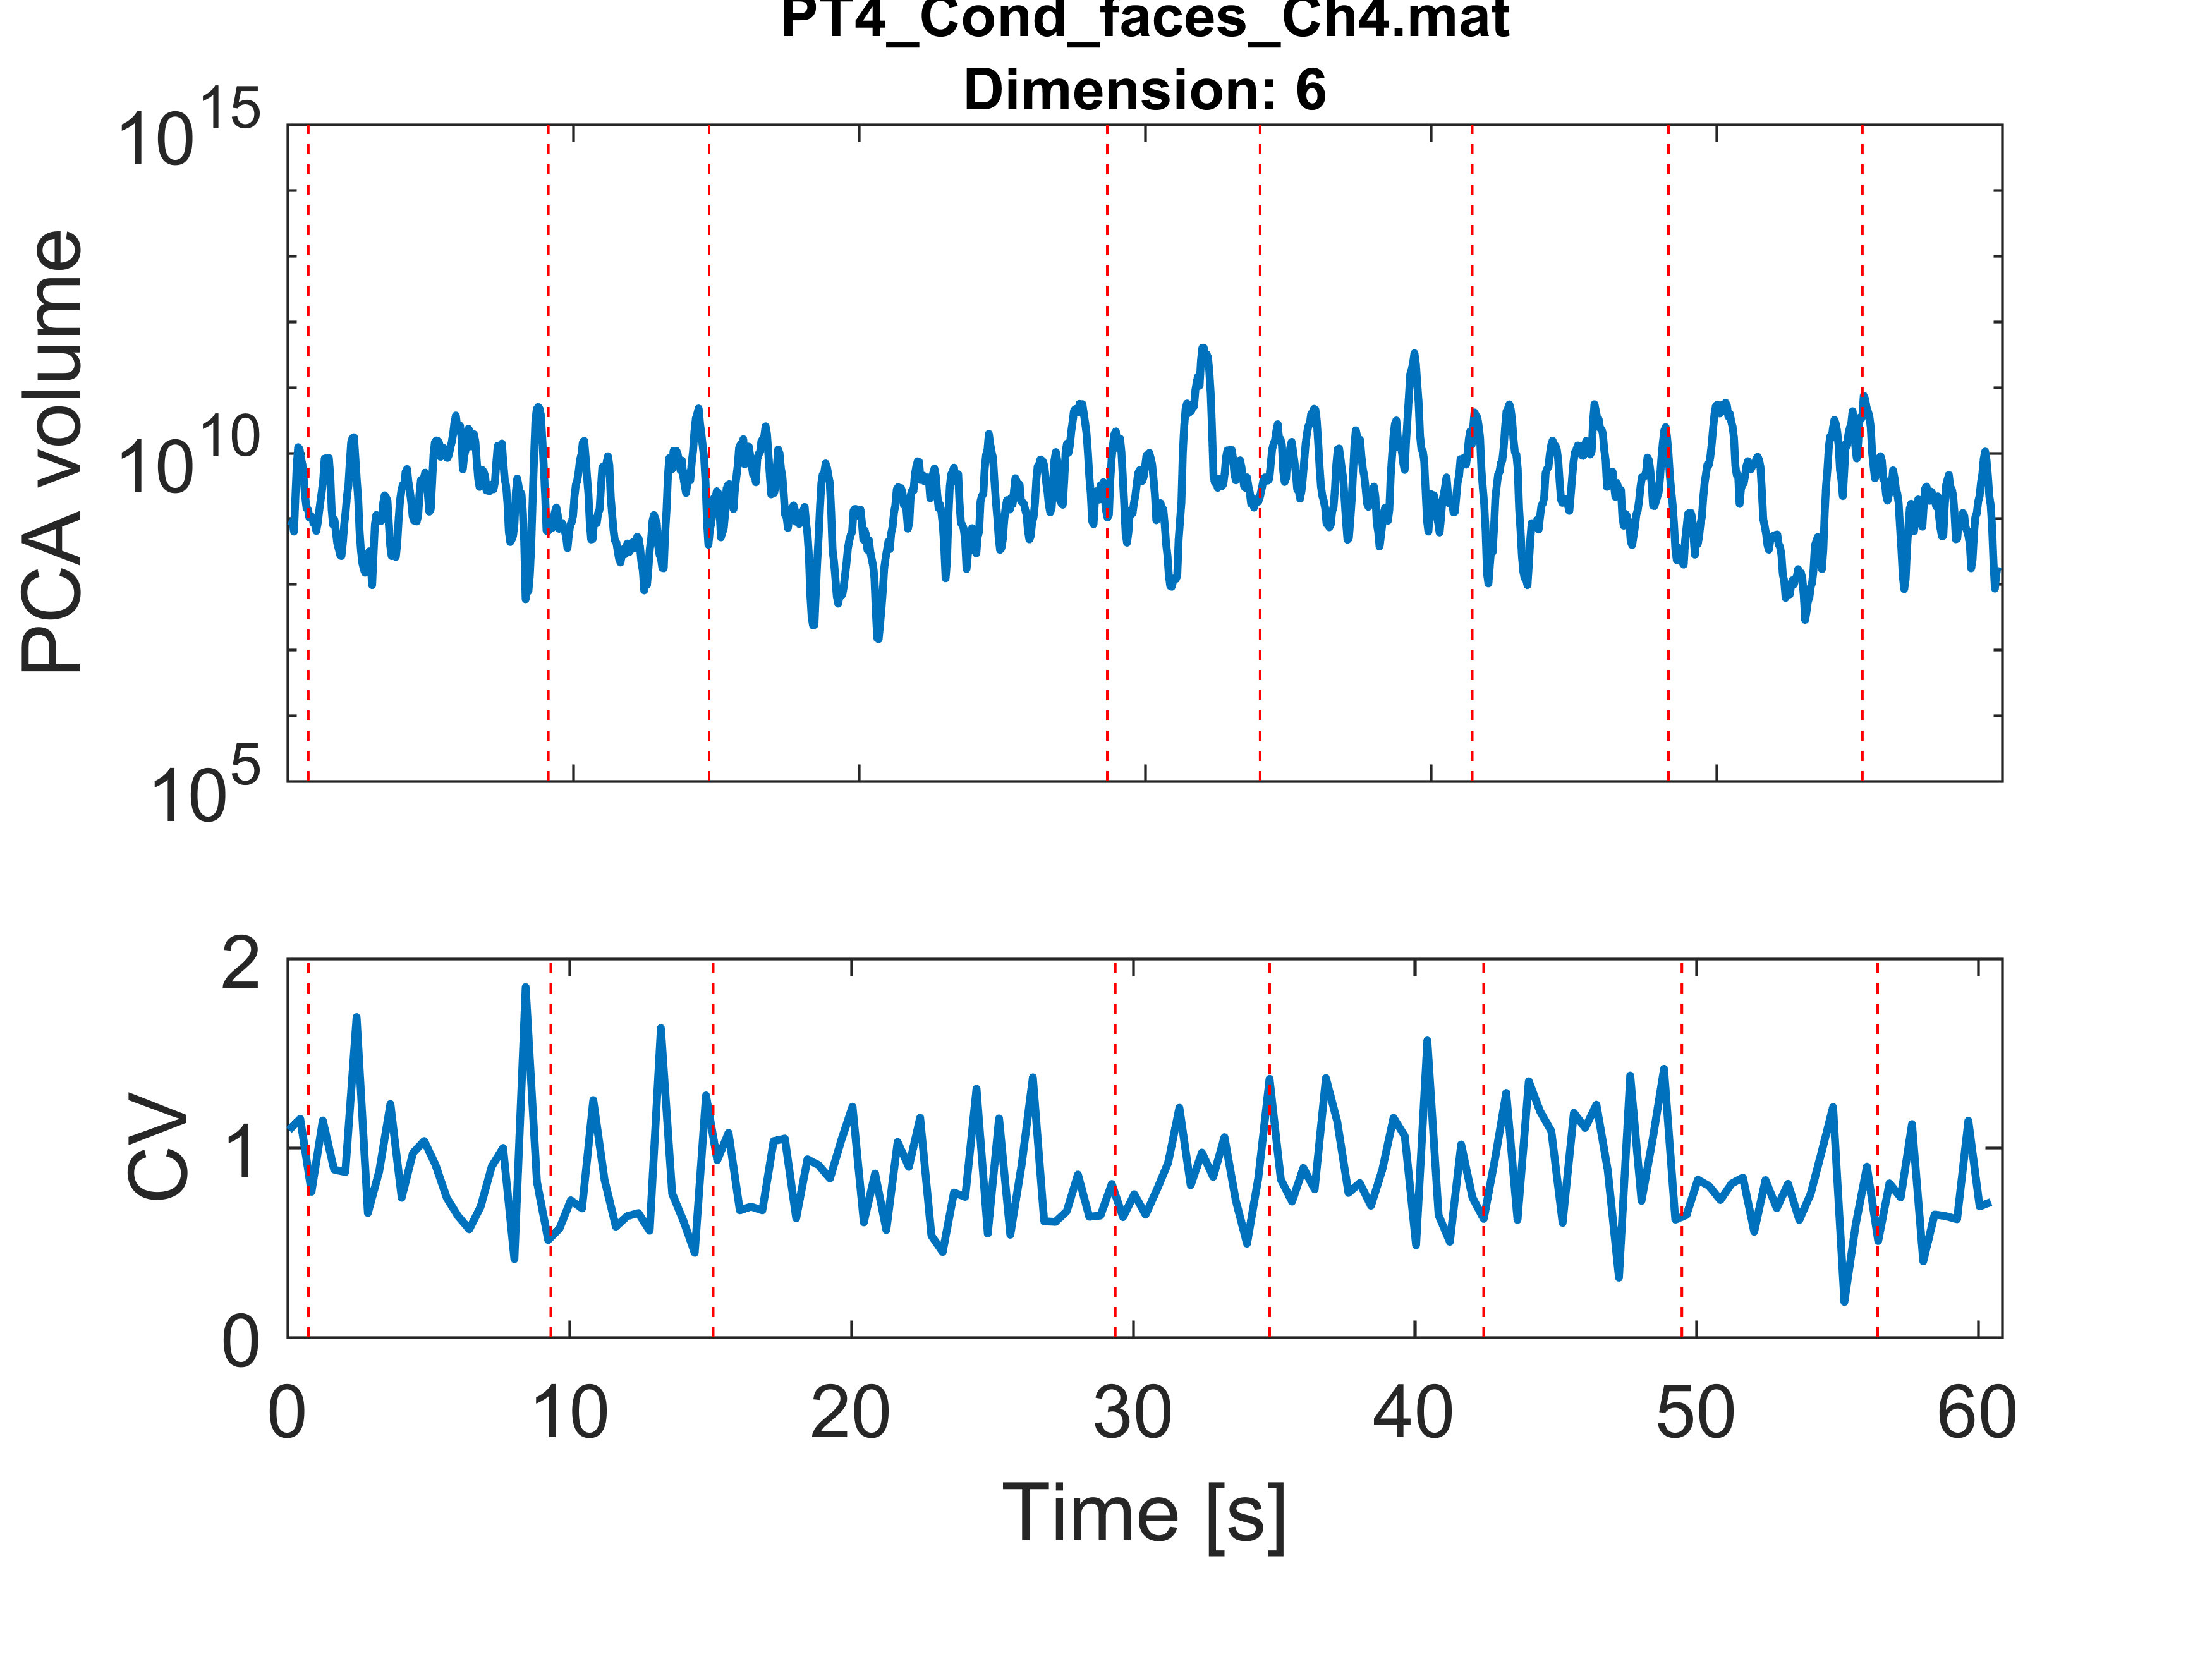 PT4_Cond_faces_Ch4.mat
Dimension: 6
10^15
10^10
10^5
PCA volume
2
1
0
CV
0 10 20 30 40 50 60
Time [s]